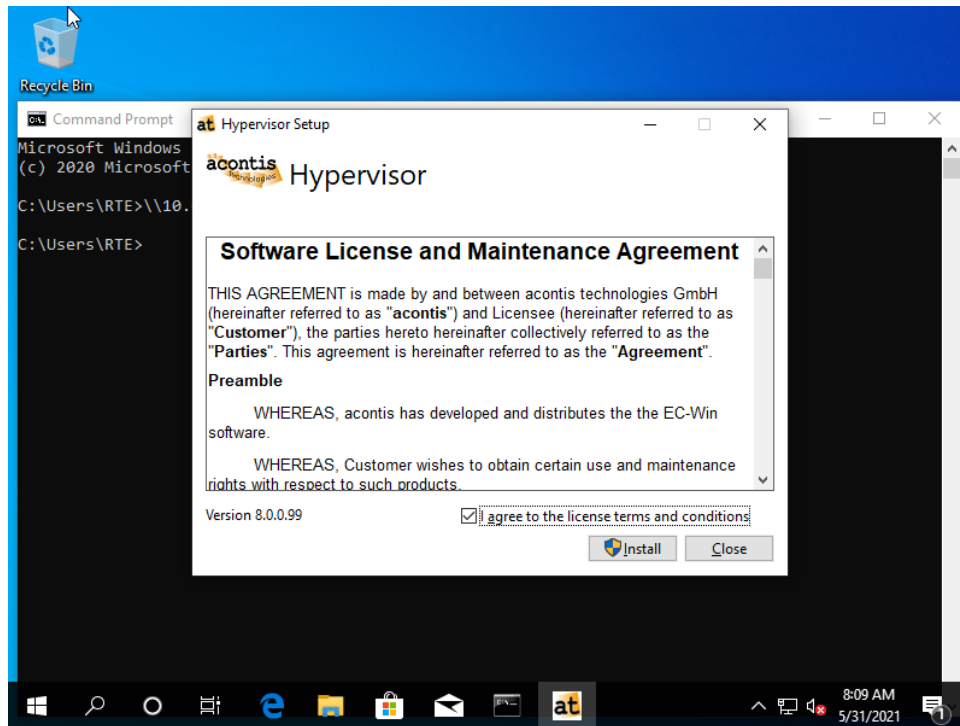 Recycle Bin
Command Prompt
Microsoft Windows
(c) 2020 Microsoft
C:\Users\RTE>\\10.
C:\Users\RTE>
at Hypervisor Setup
acontis
technologies
Hypervisor
Software License and Maintenance Agreement
THIS AGREEMENT is made by and between acontis technologies GmbH
(hereinafter referred to as "acontis") and Licensee (hereinafter referred to as
"Customer"), the parties hereto hereinafter collectively referred to as the
"Parties". This agreement is hereinafter referred to as the "Agreement".
Preamble
WHEREAS, acontis has developed and distributes the the EC-Win
software.
WHEREAS, Customer wishes to obtain certain use and maintenance
rights with respect to such products.
Version 8.0.0.99
I agree to the license terms and conditions
Install
Close
at
8:09 AM
5/31/2021
1